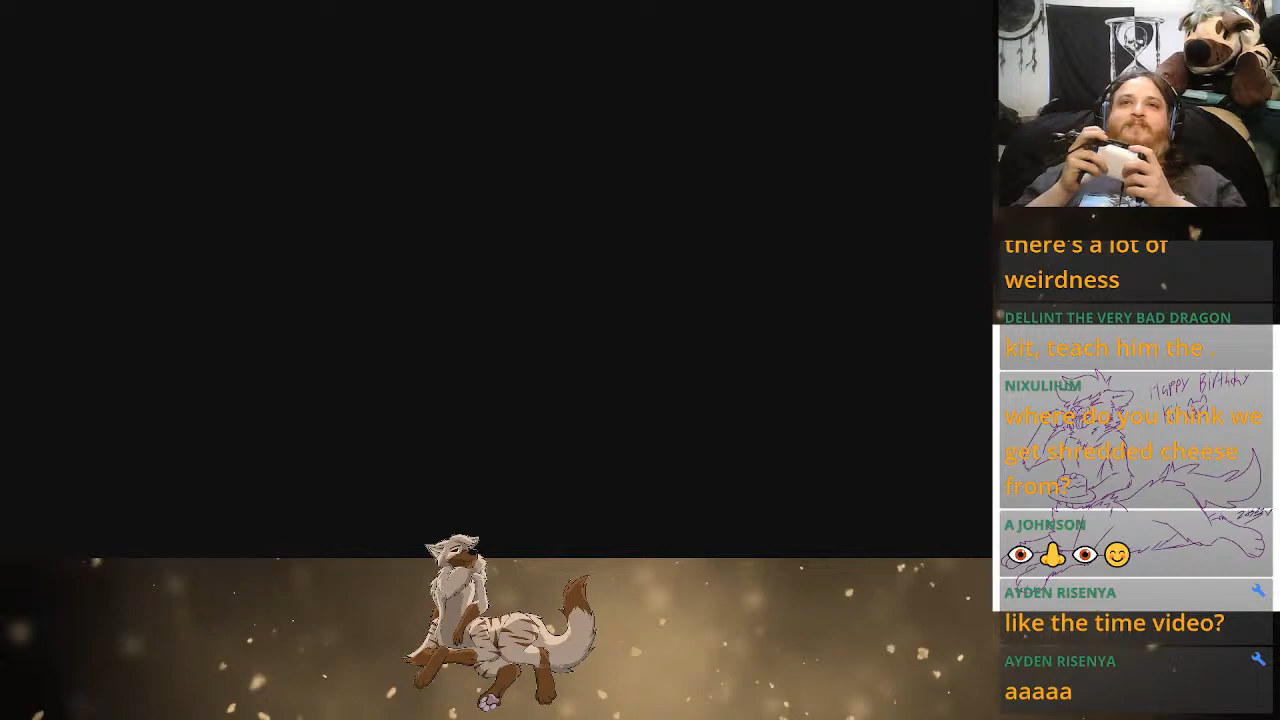 there's a lot of
weirdness
DELLINT THE VERY BAD DRAGON
kit, teach him the .
NIXULIIUM
where do you think we
get shredded cheese
from?
Happy Birthday
A JOHNSON
AYDEN RISENYA
like the time video?
AYDEN RISENYA
aaaaa